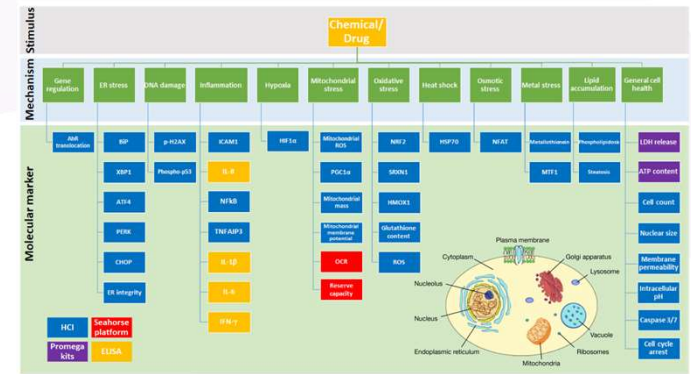 Stimulus
Chemical/
Drug
Mechanism
Gene
regulation
ER stress
DNA damage
Inflammation
Hypoxia
Mitochondrial
stress
Oxidative
stress
Heat shock
Osmotic
stress
Metal stress
Lipid
accumulation
General cell
health
Molecular marker
AhR
translocation
BiP
XBP1
ATF4
PERK
CHOP
ER integrity
p-H2AX
Phospho-p53
ICAM1
IL-8
NFkB
TNFAIP3
IL-1β
IL-6
IFN-γ
HIF1α
Mitochondrial
ROS
PGC1α
Mitochondrial
mass
Mitochondrial
membrane
potential
OCR
Reserve
capacity
NRF2
SRXN1
HMOX1
Glutathione
content
ROS
HSP70
NFAT
Metallothionein
MTF1
Phospholipidosis
Steatosis
LDH release
ATP content
Cell count
Nuclear size
Membrane
permeability
Intracellular
pH
Caspase 3/7
Cell cycle
arrest
HCI
Seahorse
platform
Promega
kits
ELISA
Plasma membrane
Cytoplasm
Golgi apparatus
Lysosome
Nucleolus
Nucleus
Vacuole
Endoplasmic reticulum
Ribosomes
Mitochondria